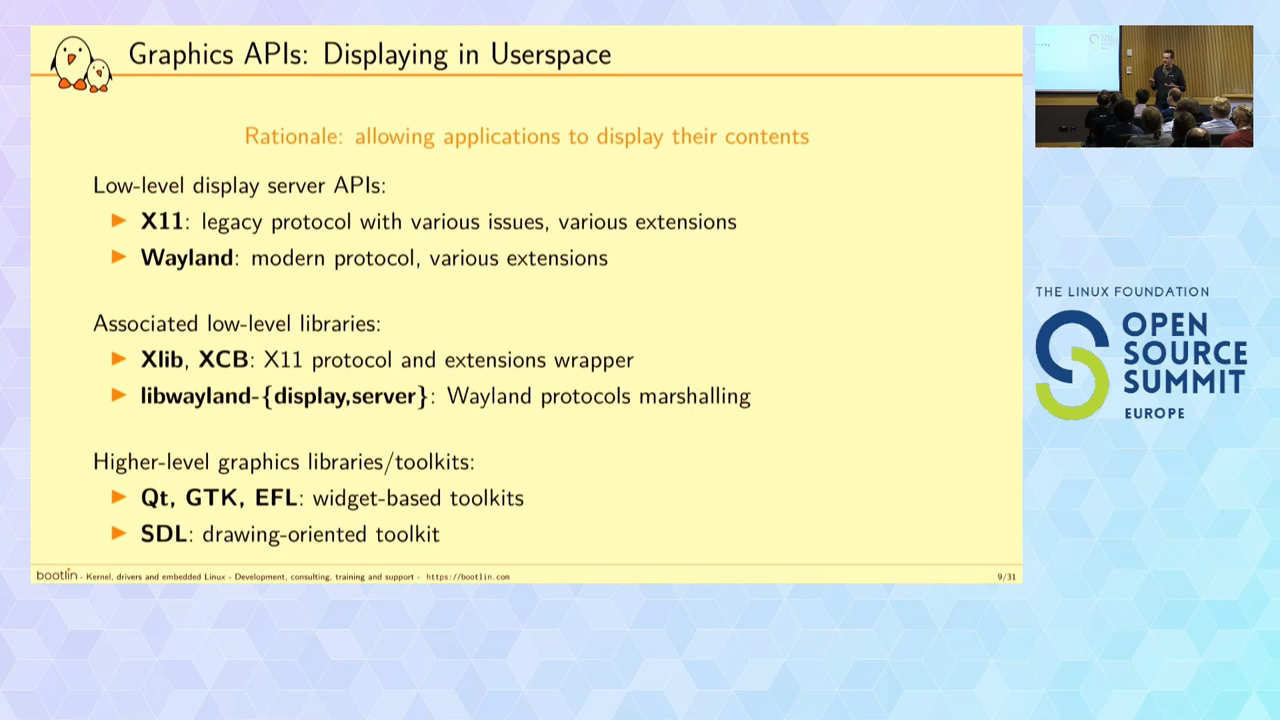 Graphics APIs: Displaying in Userspace
Rationale: allowing applications to display their contents
Low-level display server APIs:
▶ X11: legacy protocol with various issues, various extensions
▶ Wayland: modern protocol, various extensions
Associated low-level libraries:
▶ Xlib, XCB: X11 protocol and extensions wrapper
▶ libwayland-{display,server}: Wayland protocols marshalling
Higher-level graphics libraries/toolkits:
▶ Qt, GTK, EFL: widget-based toolkits
▶ SDL: drawing-oriented toolkit
bootlin - Kernel, drivers and embedded Linux - Development, consulting, training and support - https://bootlin.com
9/31
THE LINUX FOUNDATION
OPEN
SOURCE
SUMMIT
EUROPE